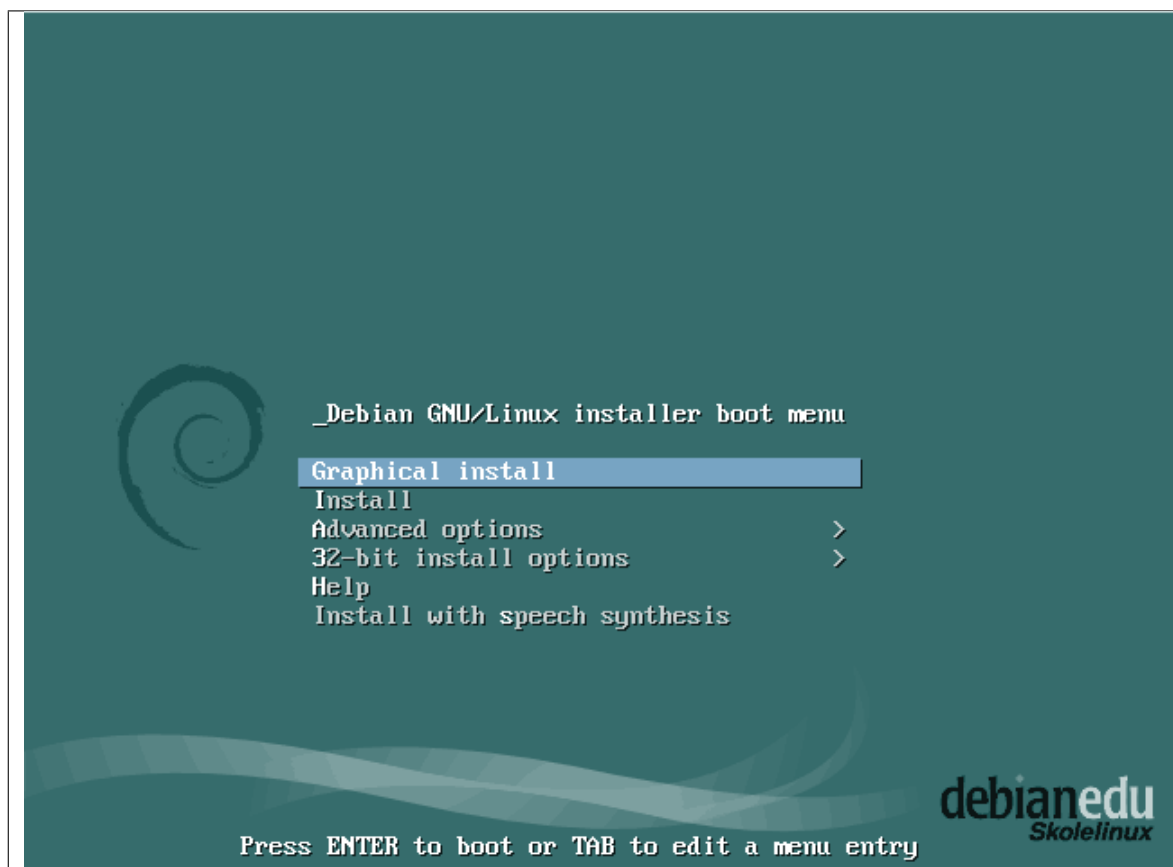 _Debian GNU/Linux installer boot menu
Graphical install
Install
Advanced options >
32-bit install options >
Help
Install with speech synthesis
debianedu
Skolelinux
Press ENTER to boot or TAB to edit a menu entry